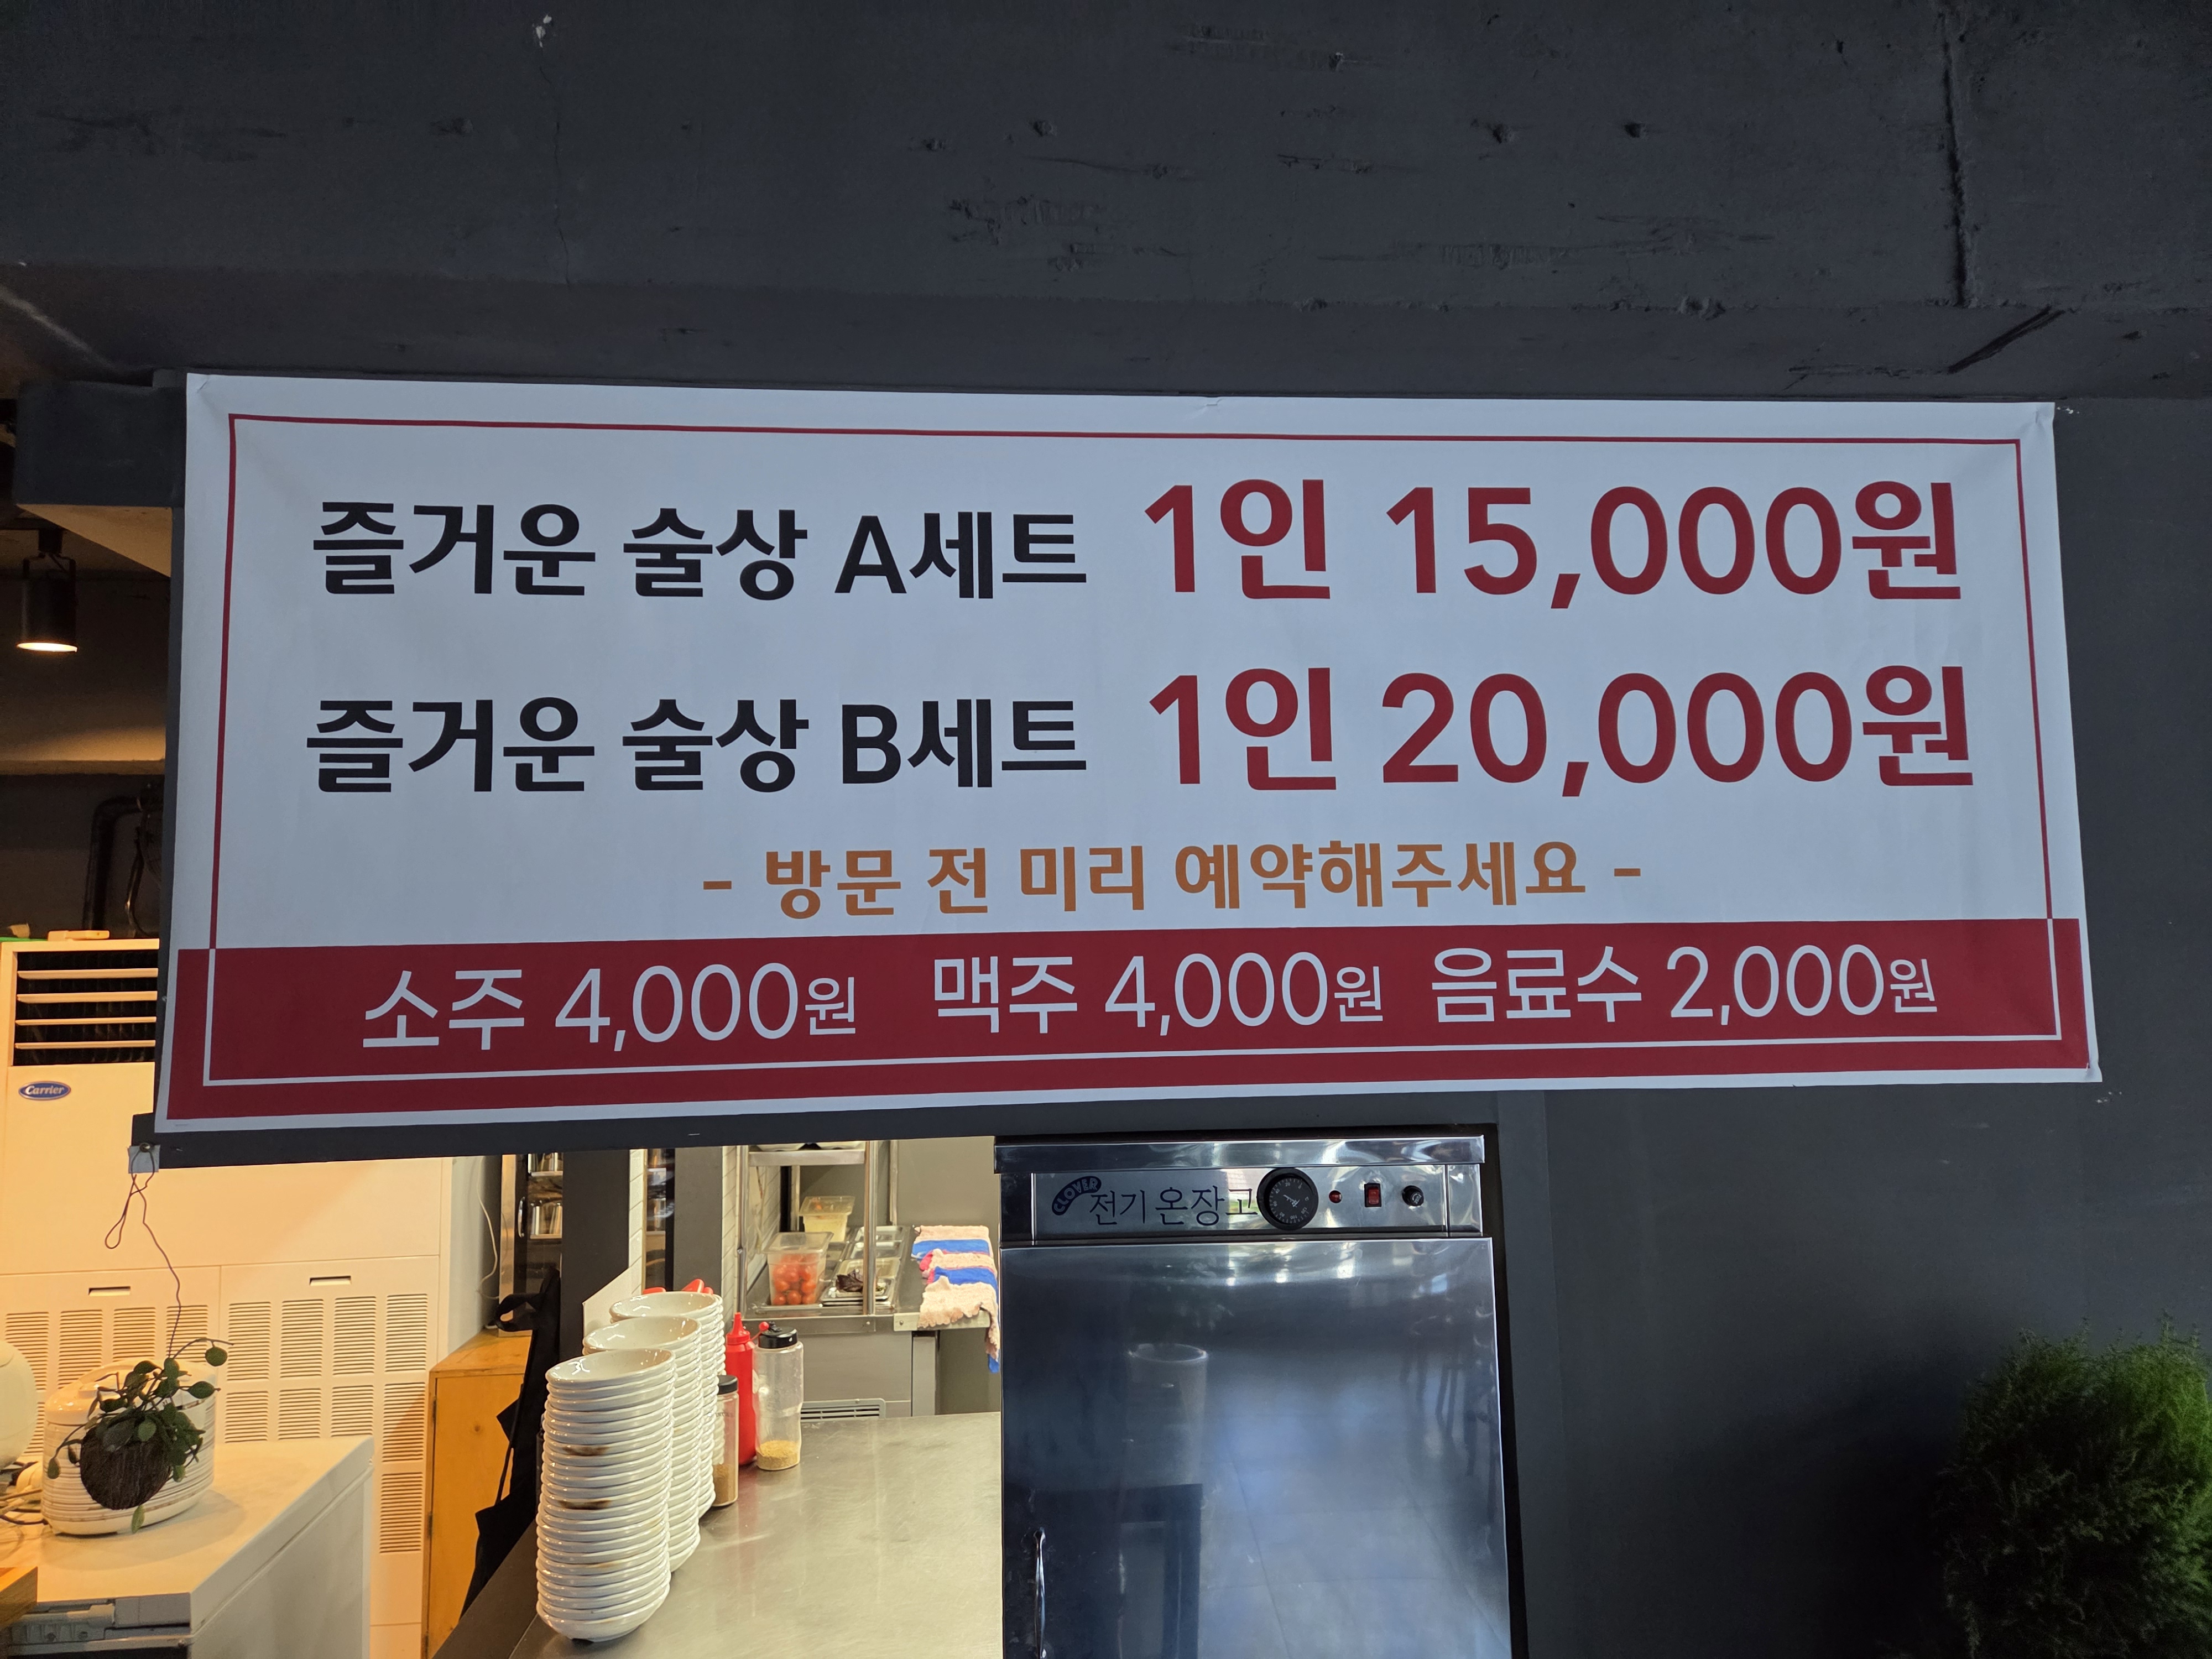 즐거운 술상 A세트 1인 15,000원
즐거운 술상 B세트 1인 20,000원
- 방문 전 미리 예약해주세요 -
소주 4,000원 맥주 4,000원 음료수 2,000원
Carrier
CLOVER 전기온장고